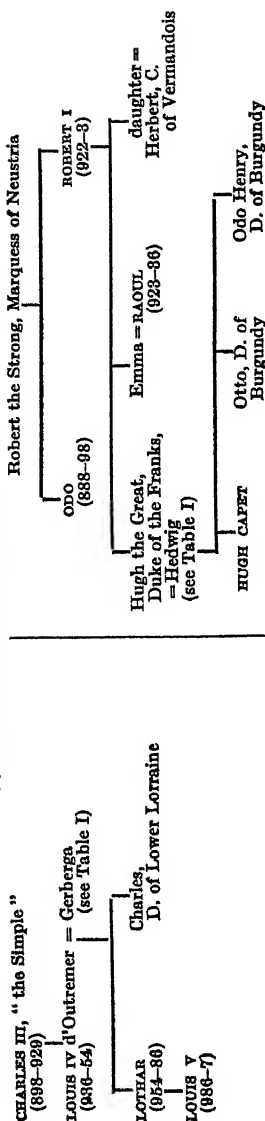 CHARLES III, "the Simple"
(898–929)
LOUIS IV d'Outremer = Gerberga
(936–54) (see Table I)
LOTHAR Charles,
(954–86) D. of Lower Lorraine
LOUIS V
(986–7)
Robert the Strong, Marquess of Neustria
ODO ROBERT I
(888–98) (922–3)
Hugh the Great, Emma = RAOUL daughter =
Duke of the Franks, (923–36) Herbert, C.
= Hedwig of Vermandois
(see Table I)
HUGH CAPET Otto, D. of Odo Henry,
Burgundy D. of Burgundy